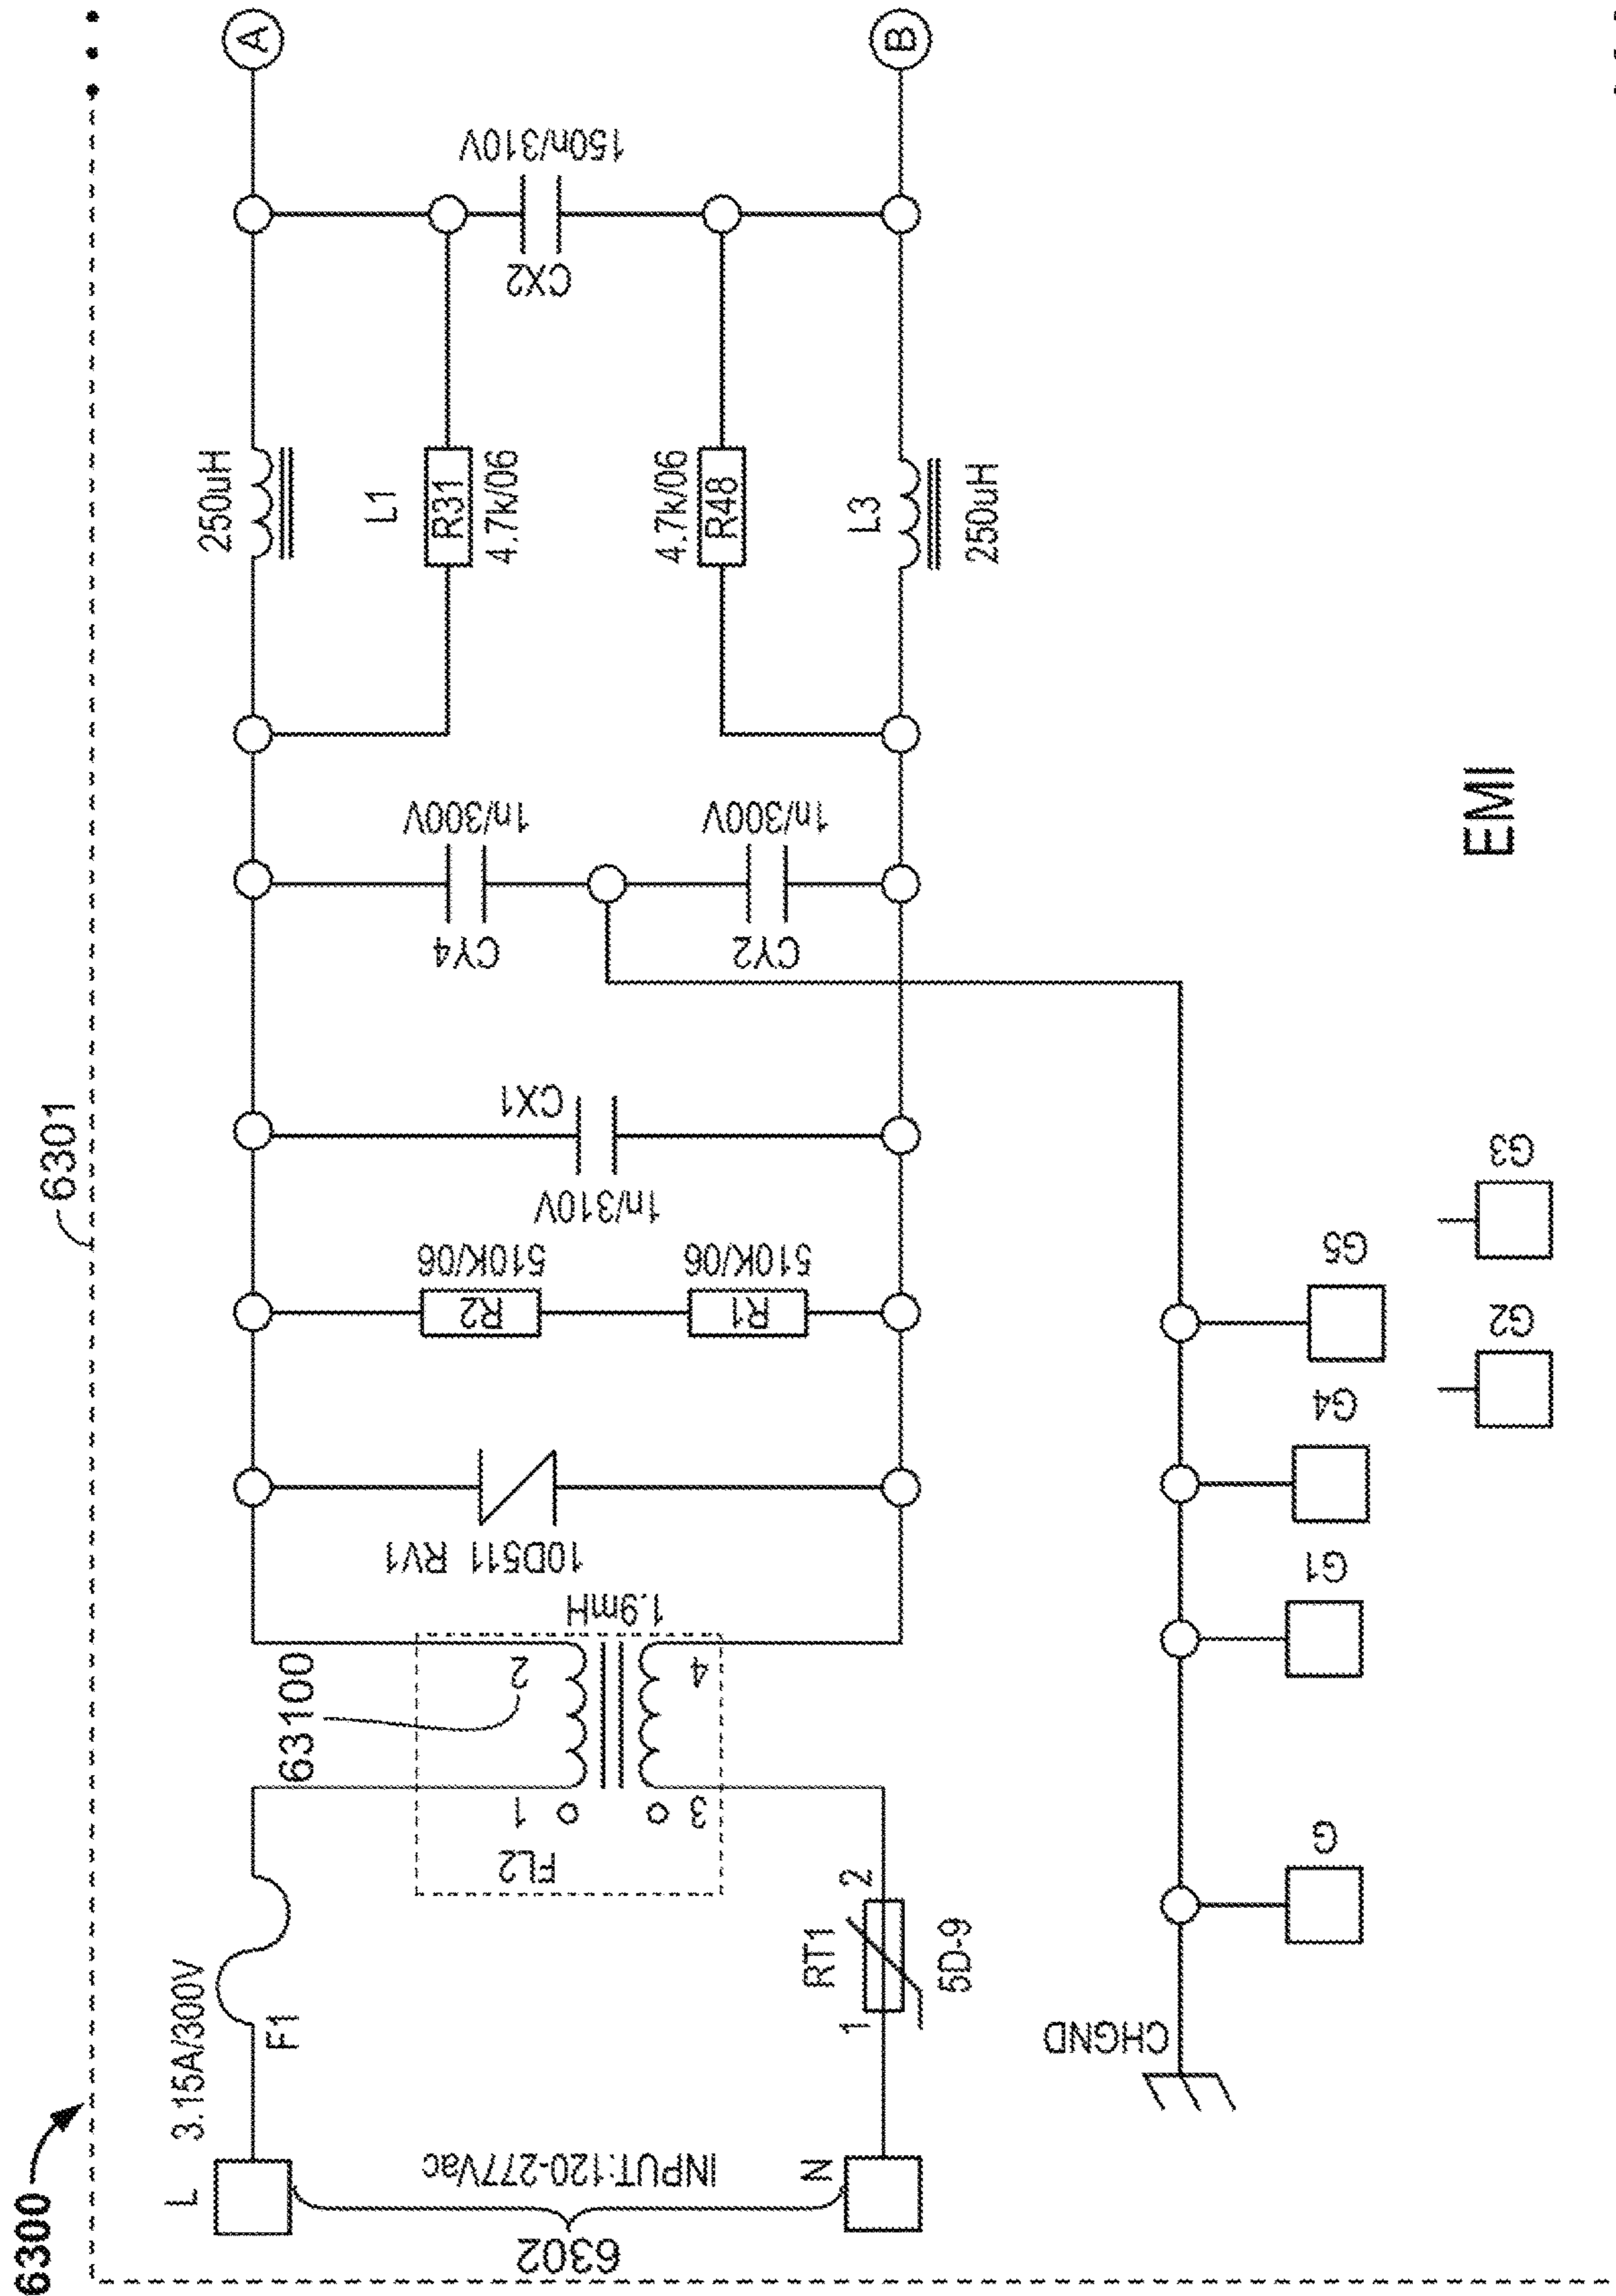 6300
6301
L
3.15A/300V
F1
6302
INPUT:120-277Vac
N
1
RT1
2
5D-9
63100
FL2
1
2
3
4
1.9mH
10D511 RV1
R2
510K/06
R1
510K/06
CX1
1n/310V
CY4
1n/300V
CY2
1n/300V
250uH
L1
R31
4.7k/06
4.7k/06
R48
L3
250uH
CX2
150n/310V
A
B
CHGND
G
G1
G4
G5
G2
G3
EMI